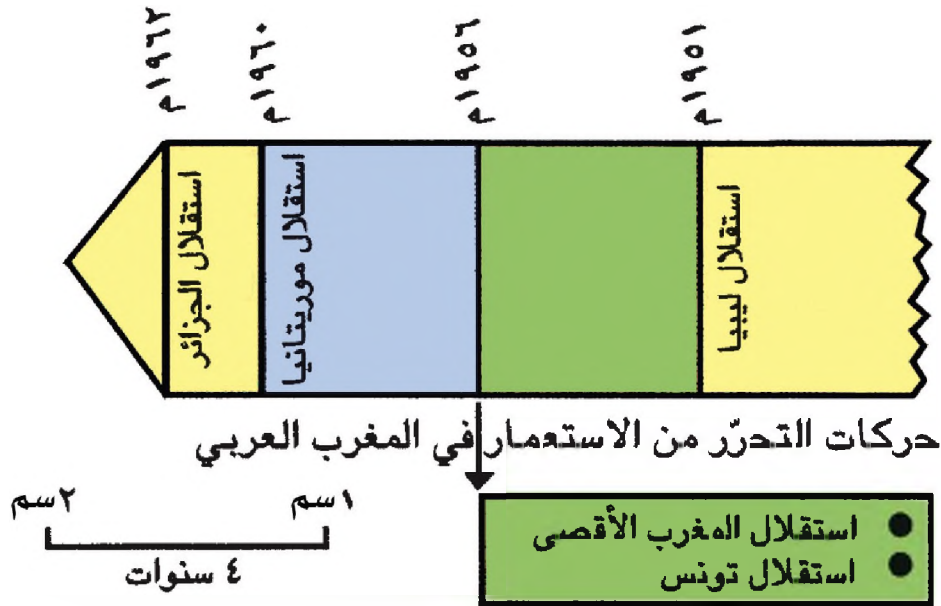 ١٩٥١م
١٩٥٦م
١٩٦٠م
١٩٦٢م
استقلال ليبيا
استقلال موريتانيا
استقلال الجزائر
حركات التحرّر من الاستعمار في المغرب العربي
● استقلال المغرب الأقصى
● استقلال تونس
١سم
٢سم
٤ سنوات